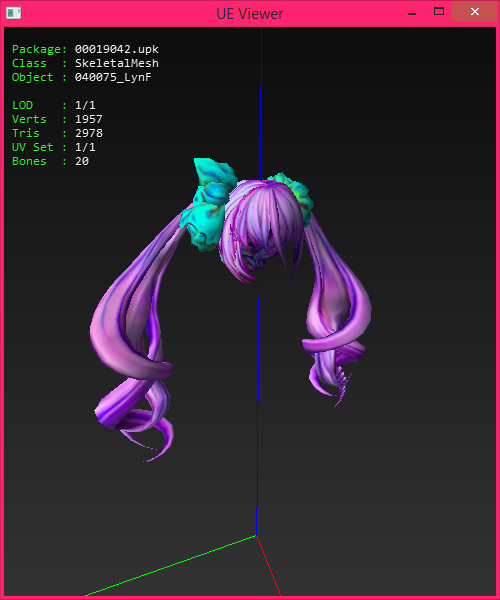 UE Viewer
Package: 00019042.upk
Class  : SkeletalMesh
Object : 040075_LynF
LOD    : 1/1
Verts  : 1957
Tris   : 2978
UV Set : 1/1
Bones  : 20